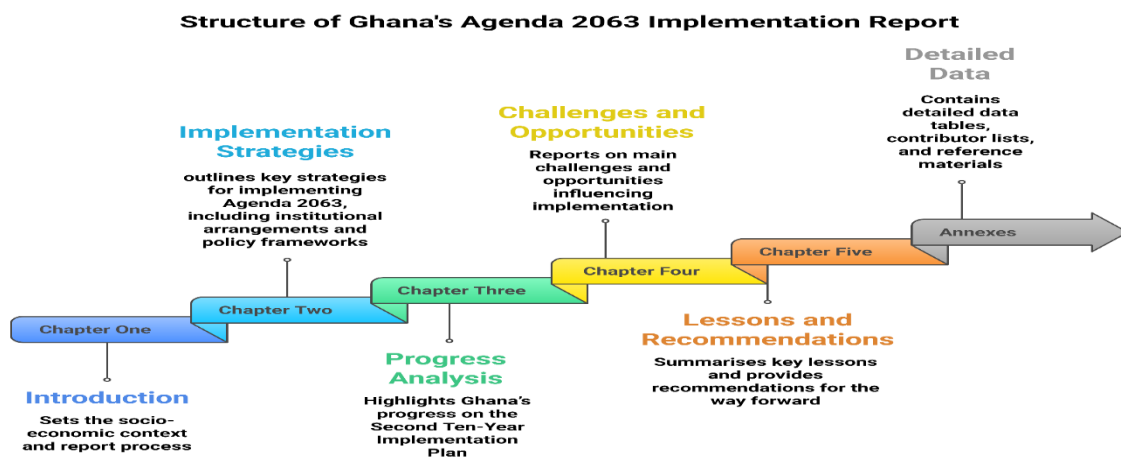 Structure of Ghana's Agenda 2063 Implementation Report
Chapter One
Introduction
Sets the socio-
economic context
and report process
Implementation
Strategies
outlines key strategies
for implementing
Agenda 2063,
including institutional
arrangements and
policy frameworks
Chapter Two
Chapter Three
Progress
Analysis
Highlights Ghana's
progress on the
Second Ten-Year
Implementation
Plan
Challenges and
Opportunities
Reports on main
challenges and
opportunities
influencing
implementation
Chapter Four
Chapter Five
Lessons and
Recommendations
Summarises key lessons
and provides
recommendations for the
way forward
Detailed
Data
Contains
detailed data
tables,
contributor lists,
and reference
materials
Annexes